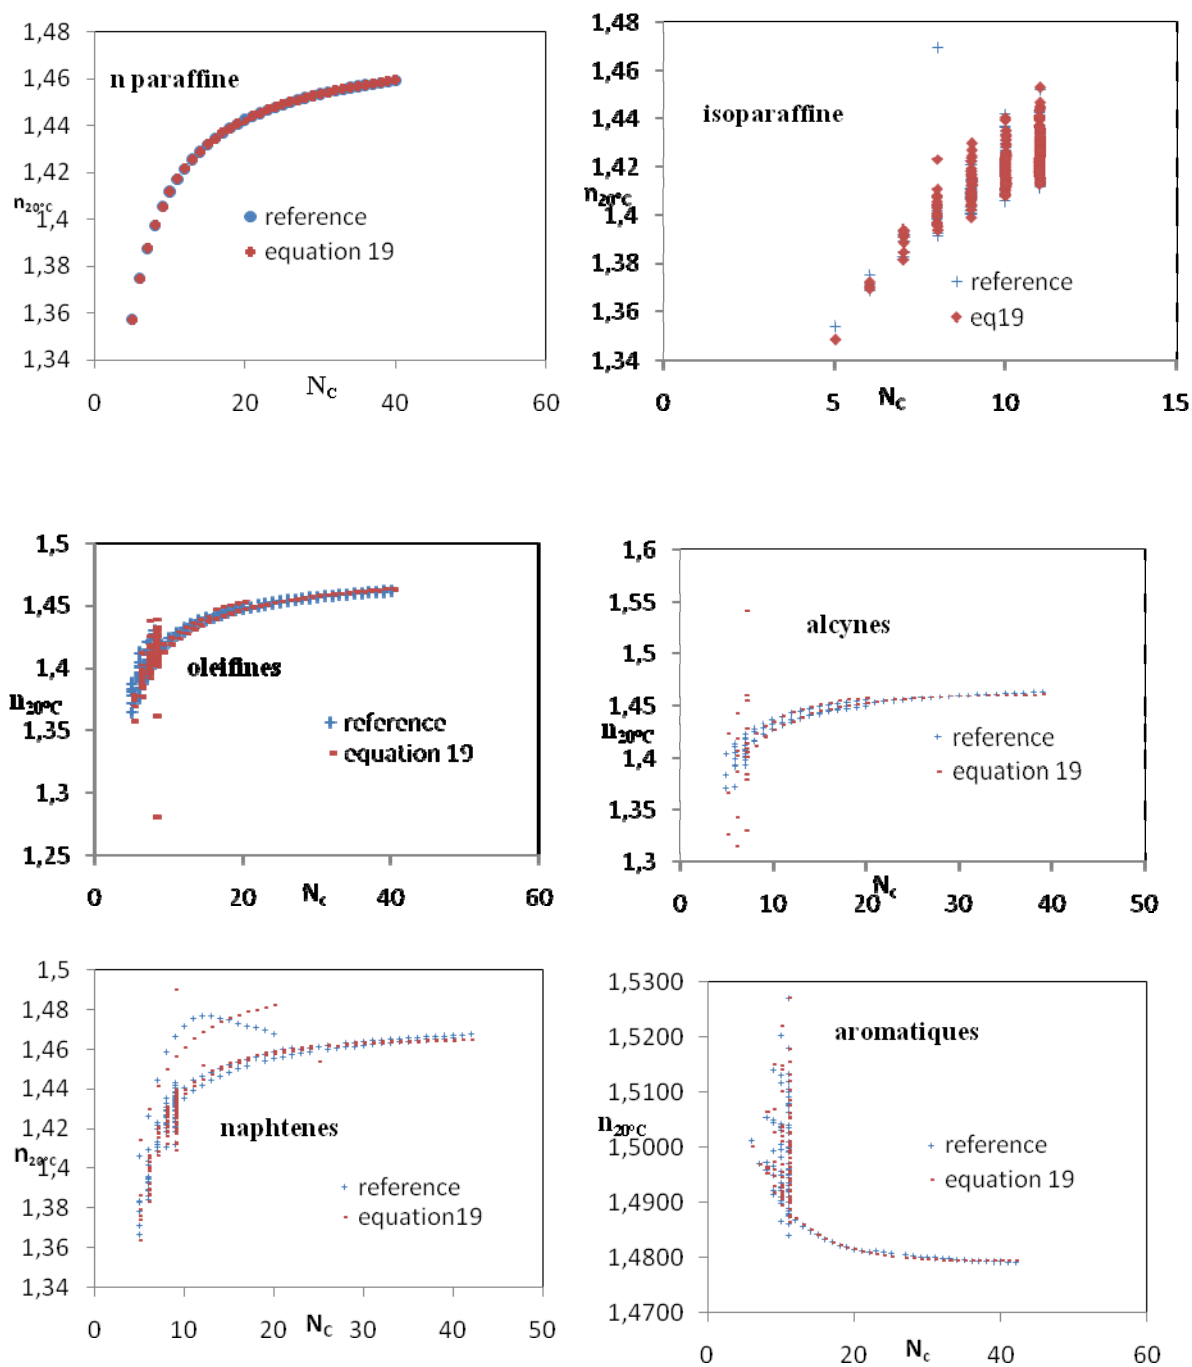 1,48
1,46
1,44
1,42
1,4
1,38
1,36
1,34
n paraffine
n20°C
reference
equation 19
0
20
40
60
Nc
1,48
1,46
1,44
1,42
1,4
1,38
1,36
1,34
isoparaffine
n20°C
reference
eq19
0
5
10
15
Nc
1,5
1,45
1,4
1,35
1,3
1,25
oleifines
n20°C
reference
equation 19
0
20
40
60
Nc
1,6
1,55
1,5
1,45
1,4
1,35
1,3
alcynes
n20°C
reference
equation 19
0
10
20
30
40
50
Nc
1,5
1,48
1,46
1,44
1,42
1,4
1,38
1,36
1,34
naphtenes
n20°C
reference
equation19
0
10
20
30
40
50
Nc
1,5300
1,5200
1,5100
1,5000
1,4900
1,4800
1,4700
aromatiques
n20°C
reference
equation 19
0
20
40
60
Nc